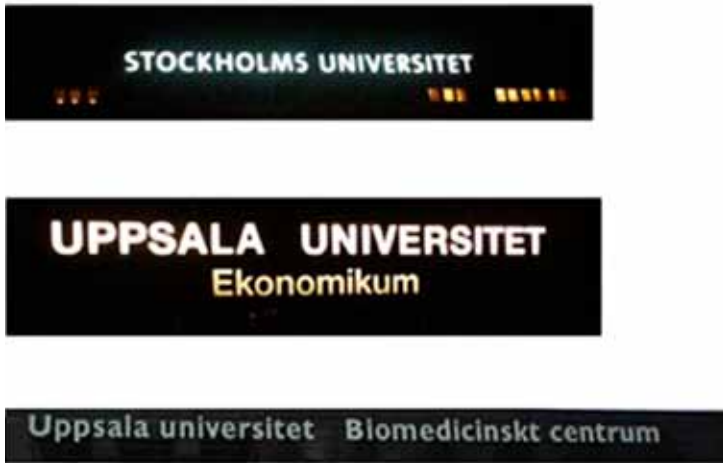 STOCKHOLMS UNIVERSITET
UPPSALA UNIVERSITET
Ekonomikum
Uppsala universitet Biomedicinskt centrum